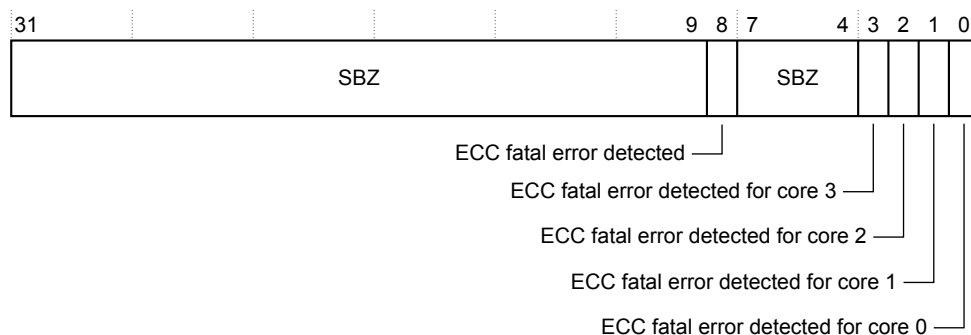 31 9 8 7 4 3 2 1 0
SBZ SBZ
ECC fatal error detected
ECC fatal error detected for core 3
ECC fatal error detected for core 2
ECC fatal error detected for core 1
ECC fatal error detected for core 0